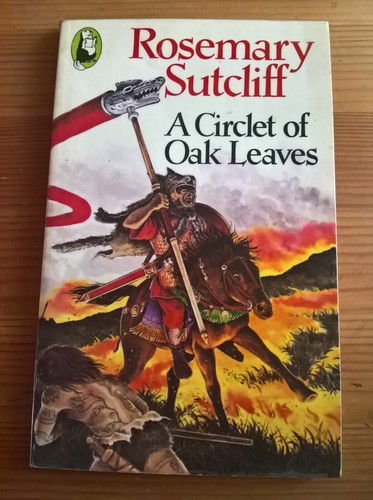 Rosemary
Sutcliff
A Circlet of
Oak Leaves